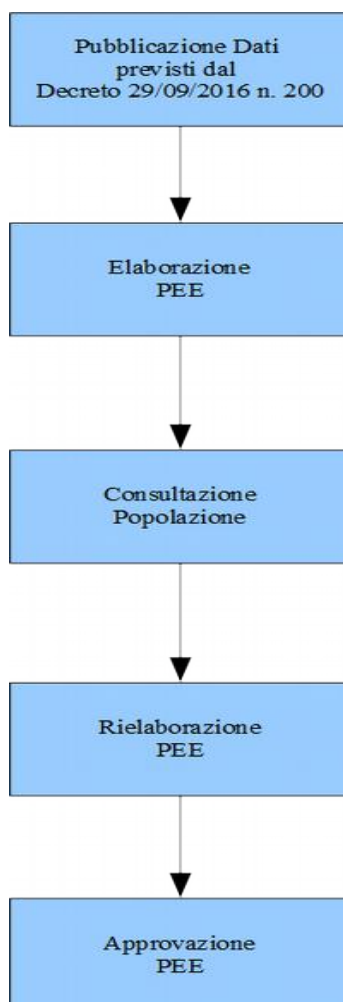 Pubblicazione Dati
previsti dal
Decreto 29/09/2016 n. 200
Elaborazione
PEE
Consultazione
Popolazione
Rielaborazione
PEE
Approvazione
PEE